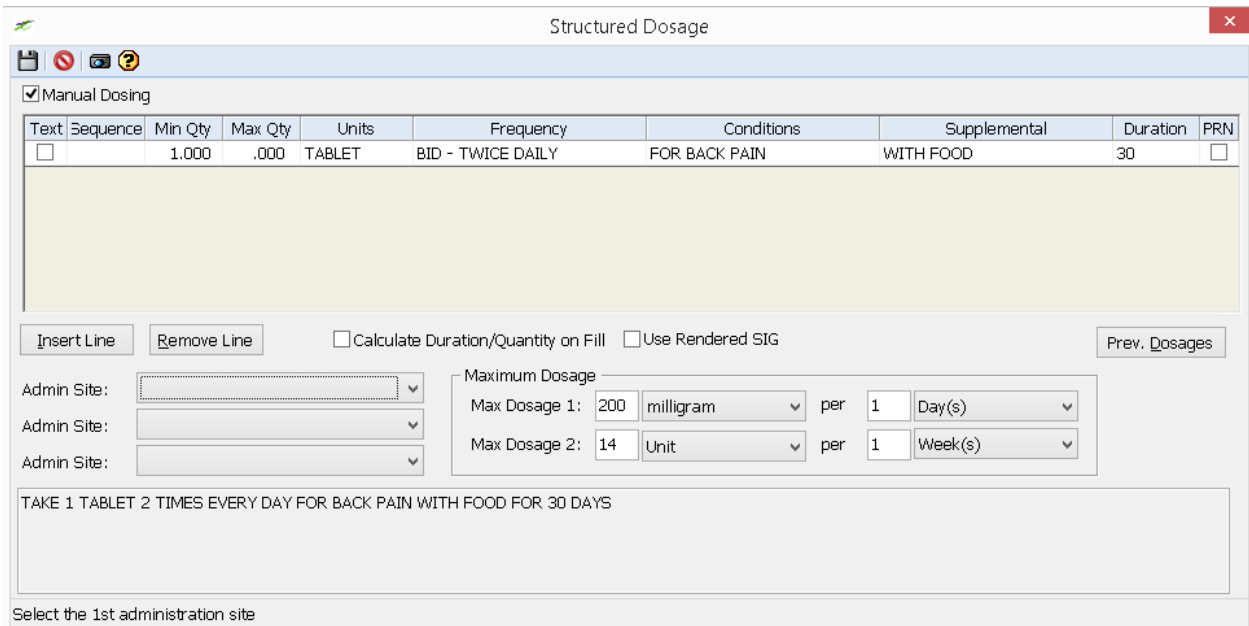 Structured Dosage
Manual Dosing
Text Sequence Min Qty Max Qty Units Frequency Conditions Supplemental Duration PRN
1.000 .000 TABLET BID - TWICE DAILY FOR BACK PAIN WITH FOOD 30
Insert Line Remove Line Calculate Duration/Quantity on Fill Use Rendered SIG Prev. Dosages
Maximum Dosage
Admin Site: Max Dosage 1: 200 milligram per 1 Day(s)
Admin Site: Max Dosage 2: 14 Unit per 1 Week(s)
Admin Site:
TAKE 1 TABLET 2 TIMES EVERY DAY FOR BACK PAIN WITH FOOD FOR 30 DAYS
Select the 1st administration site